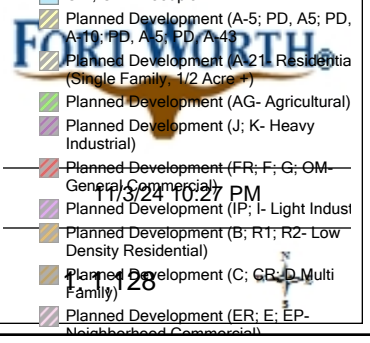 Planned Development (A-5; PD, A5; PD,
A-10; PD, A-5; PD, A-43
FORT WORTH
Planned Development (A-21- Residentia
(Single Family, 1/2 Acre +)
Planned Development (AG- Agricultural)
Planned Development (J; K- Heavy
Industrial)
Planned Development (FR; F; G; OM-
General Commercial)
11/3/24 10:27 PM
Planned Development (IP; I- Light Indust
Planned Development (B; R1; R2- Low
Density Residential)
N
Planned Development (C; CR; D Multi
Family)
1: 1,128
Planned Development (ER; E; EP-
Neighborhood Commercial)